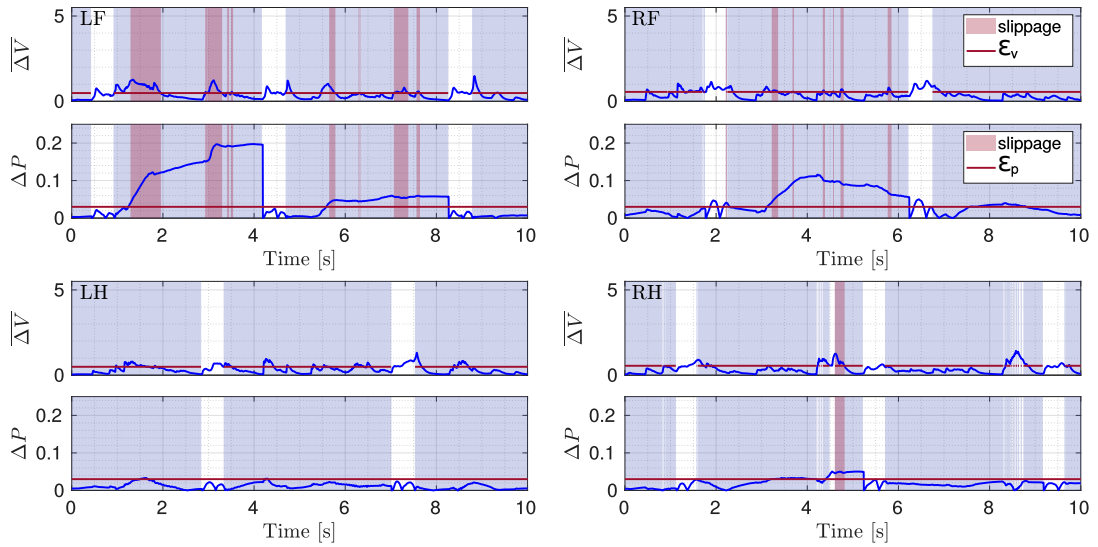 LF
5
0
ΔV
0.2
0.1
0
ΔP
0 2 4 6 8 10
Time [s]
RF
5
0
ΔV
slippage
εv
0.2
0.1
0
ΔP
slippage
εp
0 2 4 6 8 10
Time [s]
LH
5
0
ΔV
0.2
0.1
0
ΔP
0 2 4 6 8 10
Time [s]
RH
5
0
ΔV
0.2
0.1
0
ΔP
0 2 4 6 8 10
Time [s]